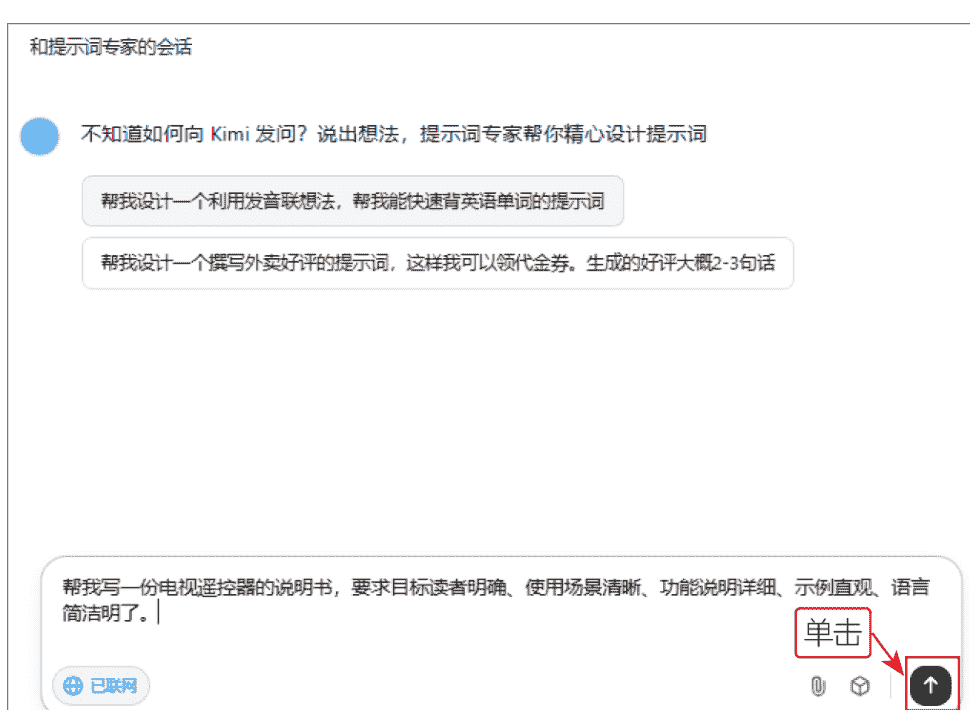 和提示词专家的会话
不知道如何向 Kimi 发问？说出想法，提示词专家帮你精心设计提示词
帮我设计一个利用发音联想法，帮我能快速背英语单词的提示词
帮我设计一个撰写外卖好评的提示词，这样我可以领代金券。生成的好评大概2-3句话
帮我写一份电视遥控器的说明书，要求目标读者明确、使用场景清晰、功能说明详细、示例直观、语言
简洁明了。
单击
已联网